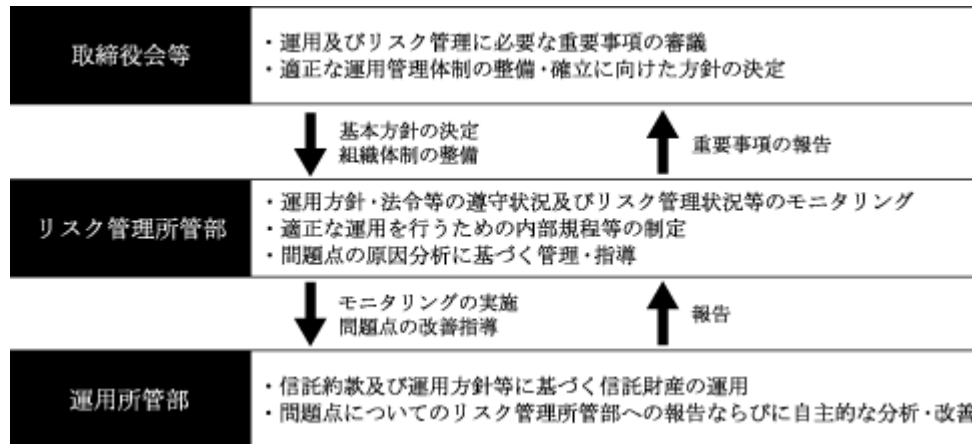 取締役会等
・運用及びリスク管理に必要な重要事項の審議
・適正な運用管理体制の整備・確立に向けた方針の決定
基本方針の決定
組織体制の整備
重要事項の報告
リスク管理所管部
・運用方針・法令等の遵守状況及びリスク管理状況等のモニタリング
・適正な運用を行うための内部規程等の制定
・問題点の原因分析に基づく管理・指導
モニタリングの実施
問題点の改善指導
報告
運用所管部
・信託約款及び運用方針等に基づく信託財産の運用
・問題点についてのリスク管理所管部への報告ならびに自主的な分析・改善